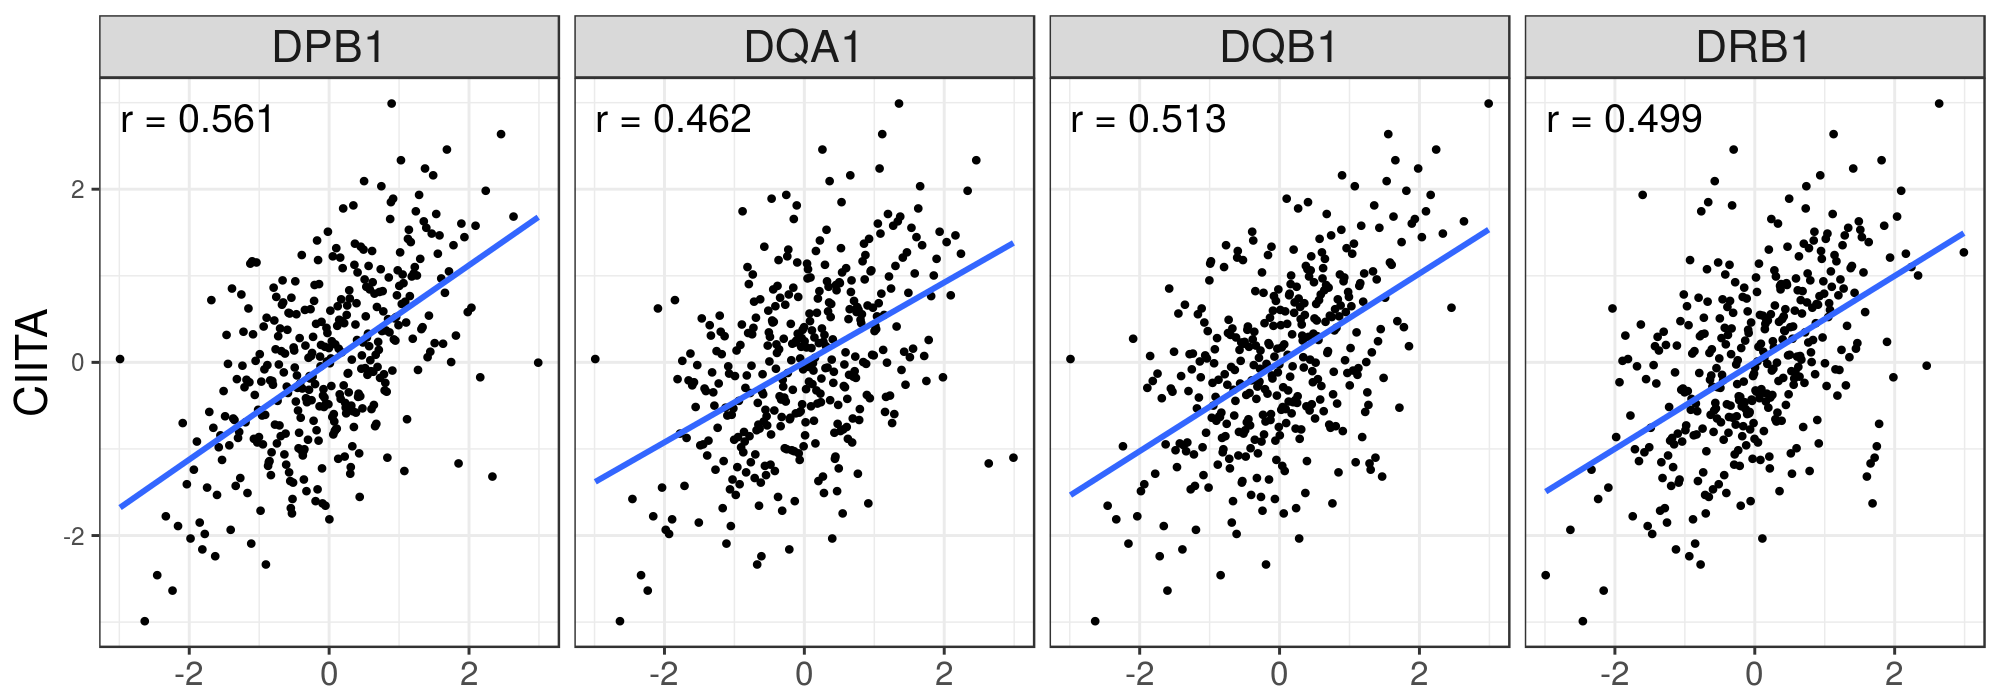 DPB1 DQA1 DQB1 DRB1
r = 0.561 r = 0.462 r = 0.513 r = 0.499
2
0
-2
CIITA
-2 0 2 -2 0 2 -2 0 2 -2 0 2